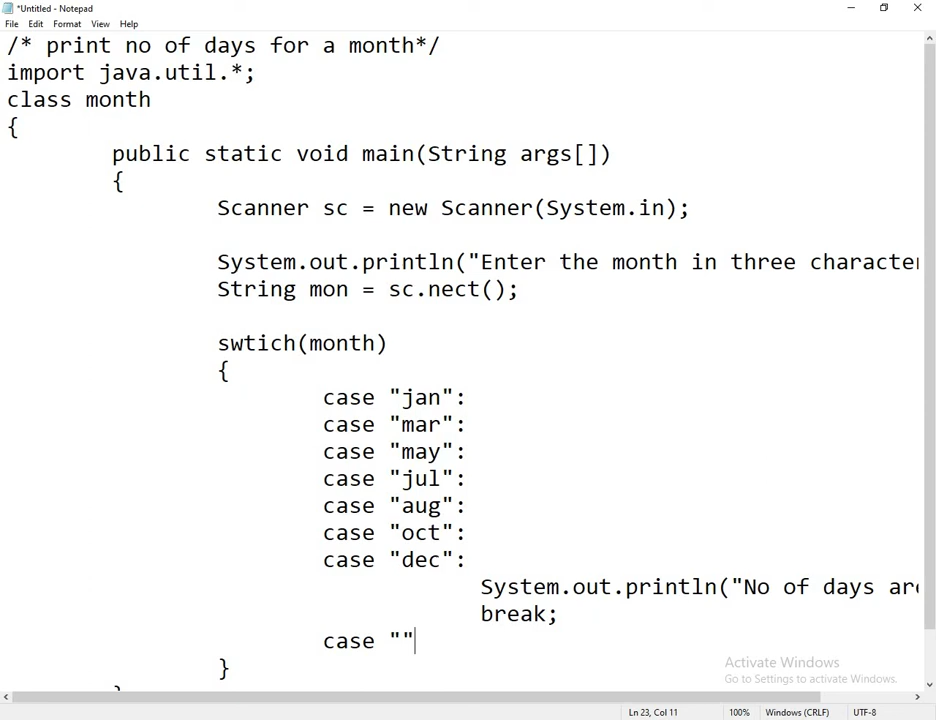 *Untitled - Notepad
File Edit Format View Help
/* print no of days for a month*/
import java.util.*;
class month
{
public static void main(String args[])
{
Scanner sc = new Scanner(System.in);
System.out.println("Enter the month in three
String mon = sc.nect();
swtich(month)
{
case "jan":
case "mar":
case "may":
case "jul":
case "aug":
case "oct":
case "dec":
System.out.println("No of days
break;
case ""
}
Activate Windows
Go to Settings to activate Windows.
Ln 23, Col 11 100% Windows (CRLF) UTF-8